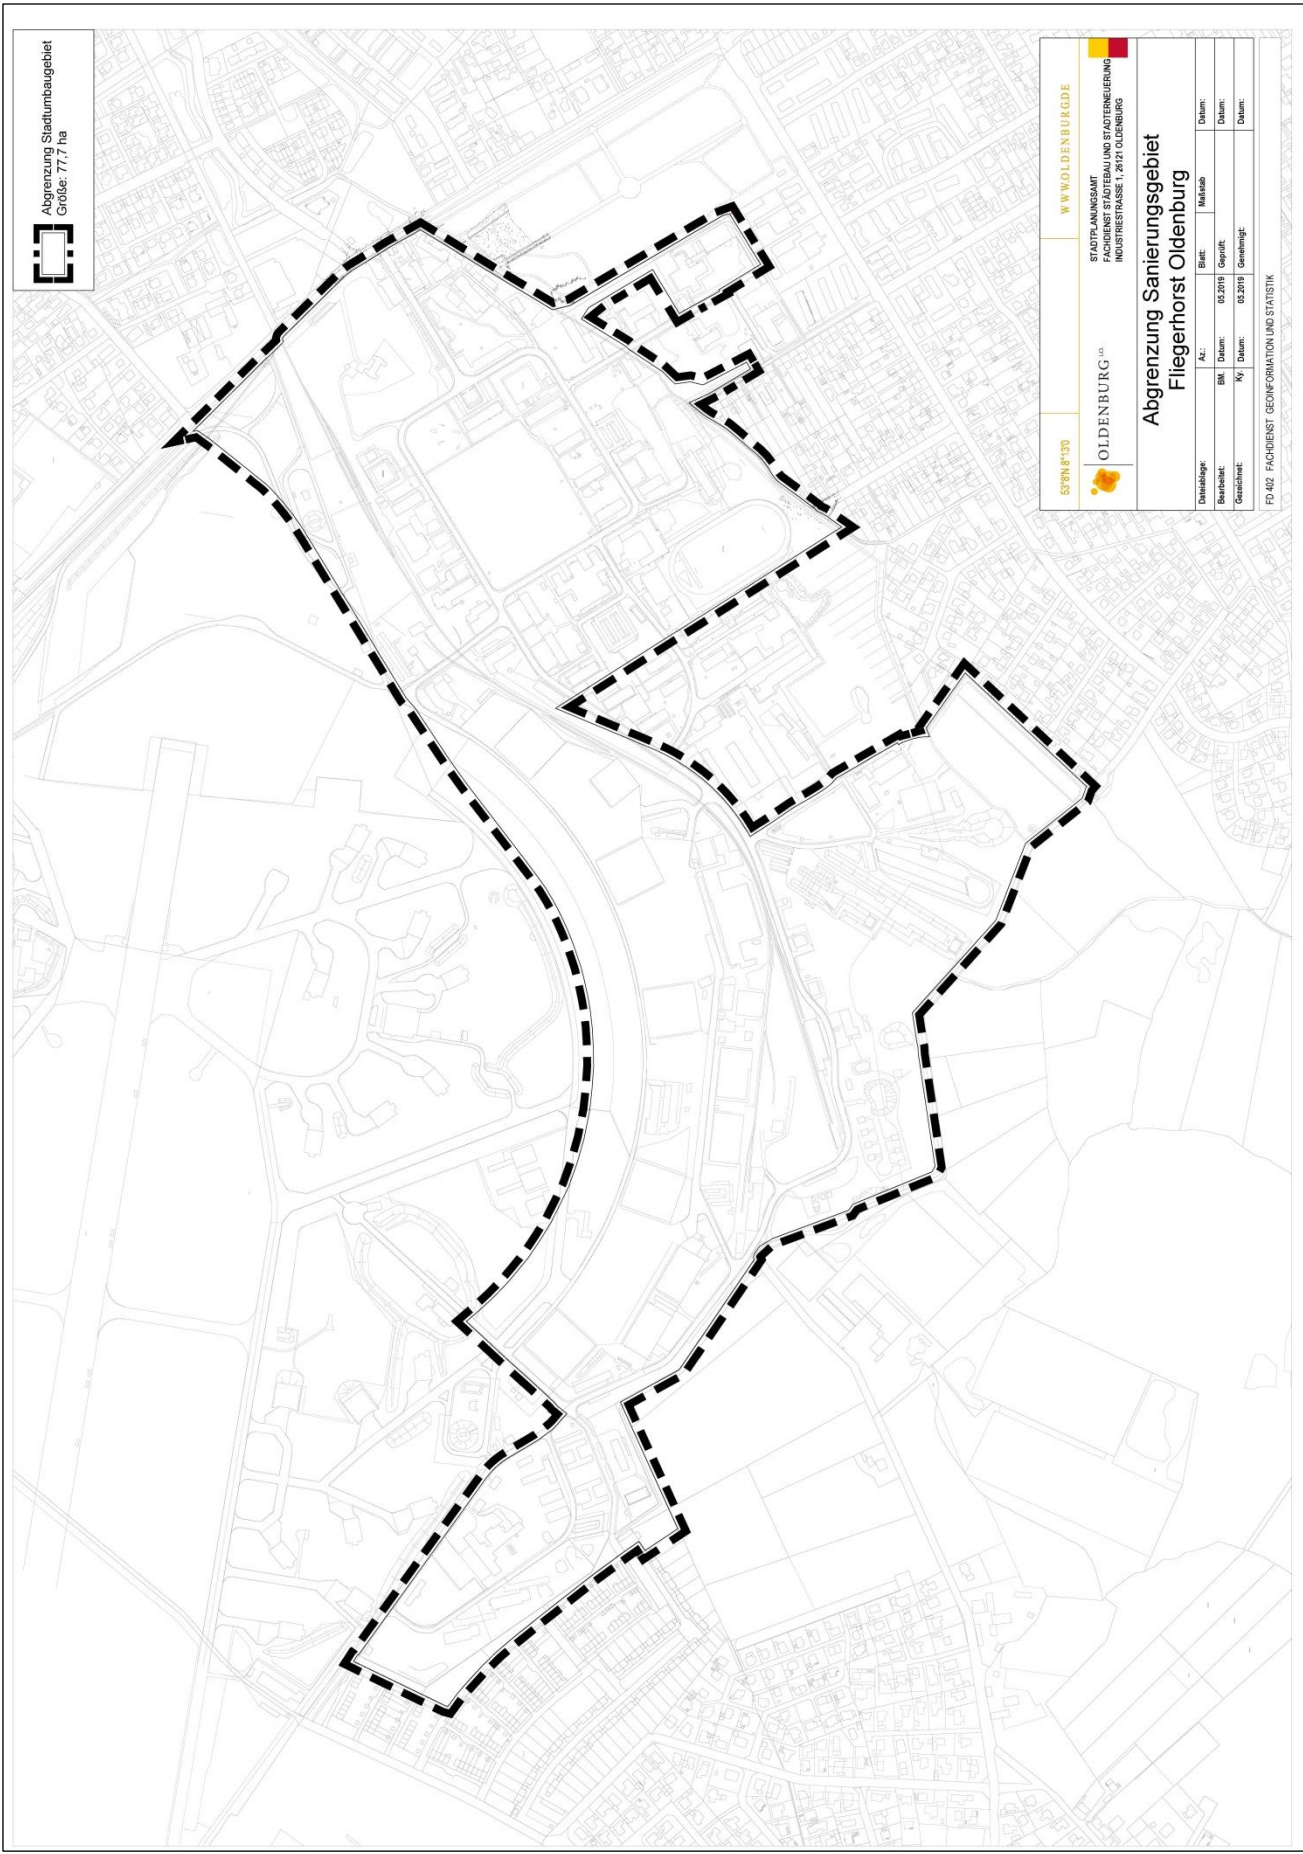 Abgrenzung Stadtumbaugebiet
Größe: 77,7 ha
53°8'N 8°13'0
WWW.OLDENBURG.DE
OLDENBURG i.O.
STADTPLANUNGSAMT
FACHDIENST STÄDTEBAU UND STADTERNEUERUNG
INDUSTRIESTRASSE 1, 26121 OLDENBURG
Abgrenzung Sanierungsgebiet
Fliegerhorst Oldenburg
Dateiablage: Az.: Blatt: Maßstab Datum:
Bearbeitet: BM. Datum: 05.2019 Geprüft: Datum:
Gezeichnet: Ky. Datum: 05.2019 Genehmigt: Datum:
FD 402 FACHDIENST GEOINFORMATION UND STATISTIK